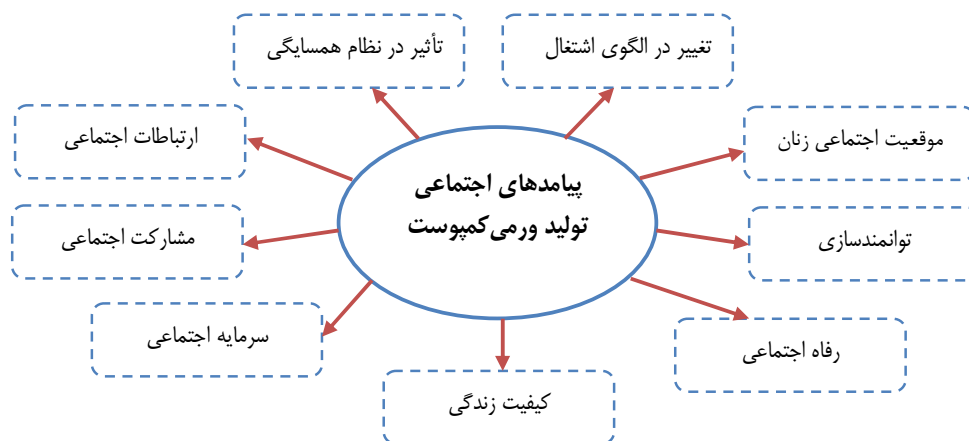 تغییر در الگوی اشتغال
تأثیر در نظام همسایگی
موقعیت اجتماعی زنان
ارتباطات اجتماعی
پیامدهای اجتماعی
تولید ورمی‌کمپوست
توانمندسازی
مشارکت اجتماعی
رفاه اجتماعی
سرمایه اجتماعی
کیفیت زندگی